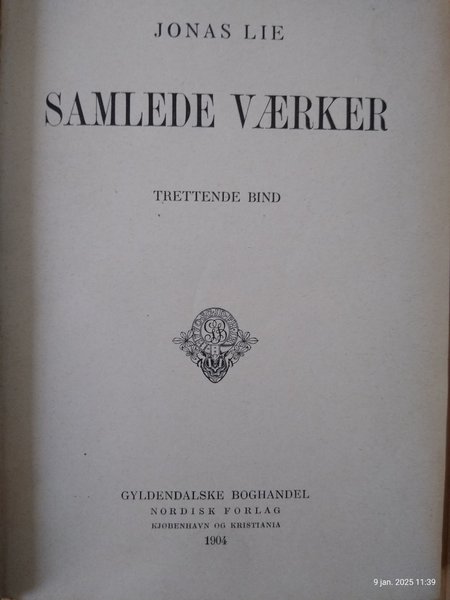 JONAS LIE
SAMLEDE VÆRKER
TRETTENDE BIND
GB
GYLDENDALSKE BOGHANDEL
NORDISK FORLAG
KJØBENHAVN OG KRISTIANIA
1904
9 jan. 2025 11:39